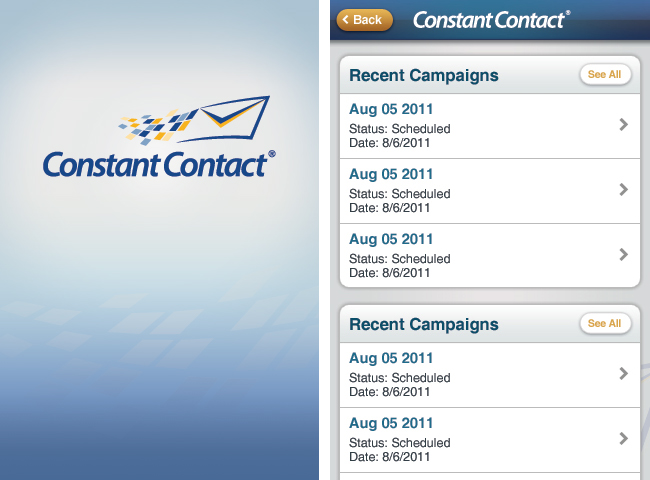 Constant Contact®
Back
Constant Contact®
Recent Campaigns
See All
Aug 05 2011
Status: Scheduled
Date: 8/6/2011
Aug 05 2011
Status: Scheduled
Date: 8/6/2011
Aug 05 2011
Status: Scheduled
Date: 8/6/2011
Recent Campaigns
See All
Aug 05 2011
Status: Scheduled
Date: 8/6/2011
Aug 05 2011
Status: Scheduled
Date: 8/6/2011